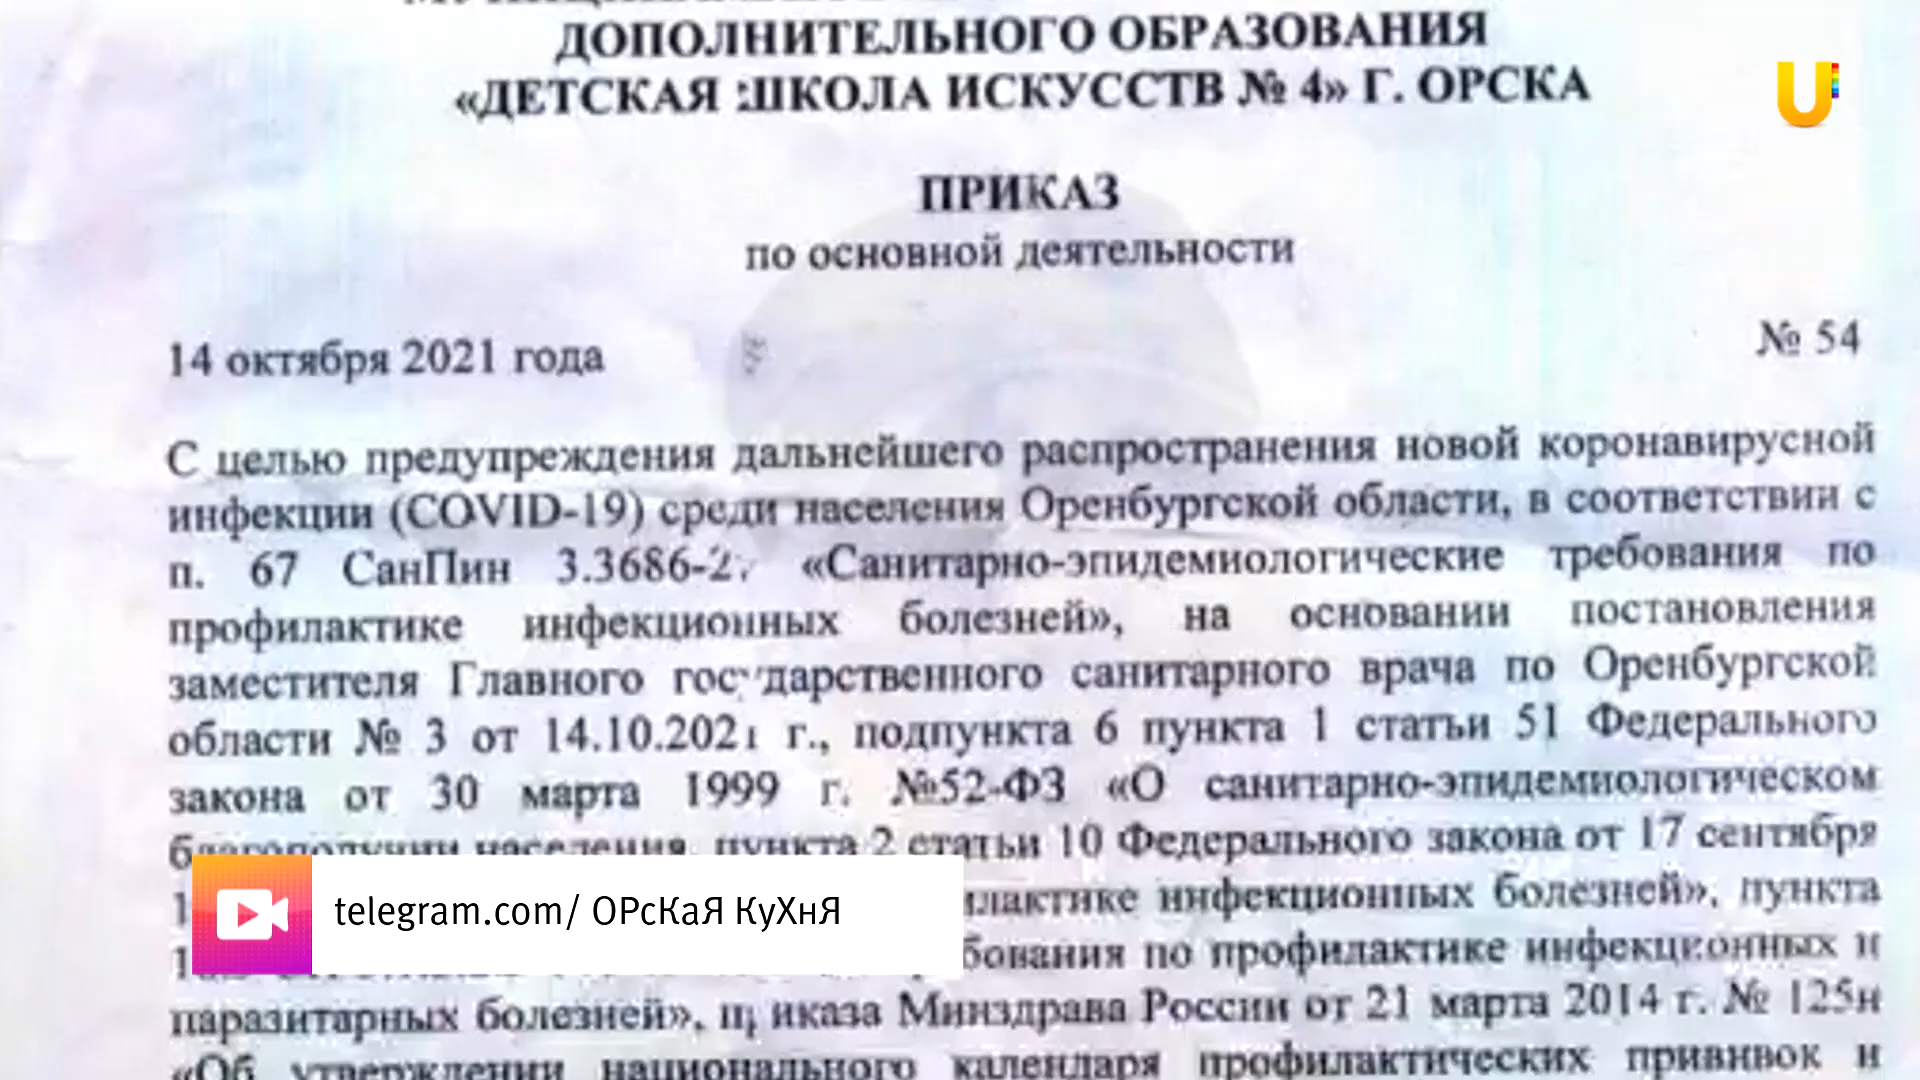 ДОПОЛНИТЕЛЬНОГО ОБРАЗОВАНИЯ
«ДЕТСКАЯ ШКОЛА ИСКУССТВ № 4» Г. ОРСКА
U
ПРИКАЗ
по основной деятельности
14 октября 2021 года
№ 54
С целью предупреждения дальнейшего распространения новой коронавирусной
инфекции (COVID-19) среди населения Оренбургской области, в соответствии с
п. 67 СанПин «Санитарно-эпидемиологические требования по
профилактике инфекционных болезней», на основании постановления
заместителя Главного государственного санитарного врача по Оренбургской
области № 3 от 14.10.2021 г., подпункта 6 пункта 1 статьи 51 Федерального
закона от 30 марта 1999 г. №52-ФЗ «О санитарно-эпидемиологическом
благополучии населения, пункта 2 статьи 10 Федерального закона от 17 сентября
инфекционных болезней», пункта
по профилактике инфекционных и
паразитарных болезней», приказа Минздрава России от 21 марта 2014 г. № 125н
«Об утверждении национального календаря профилактических прививок и
telegram.com/ ОРсКаЯ КуХнЯ